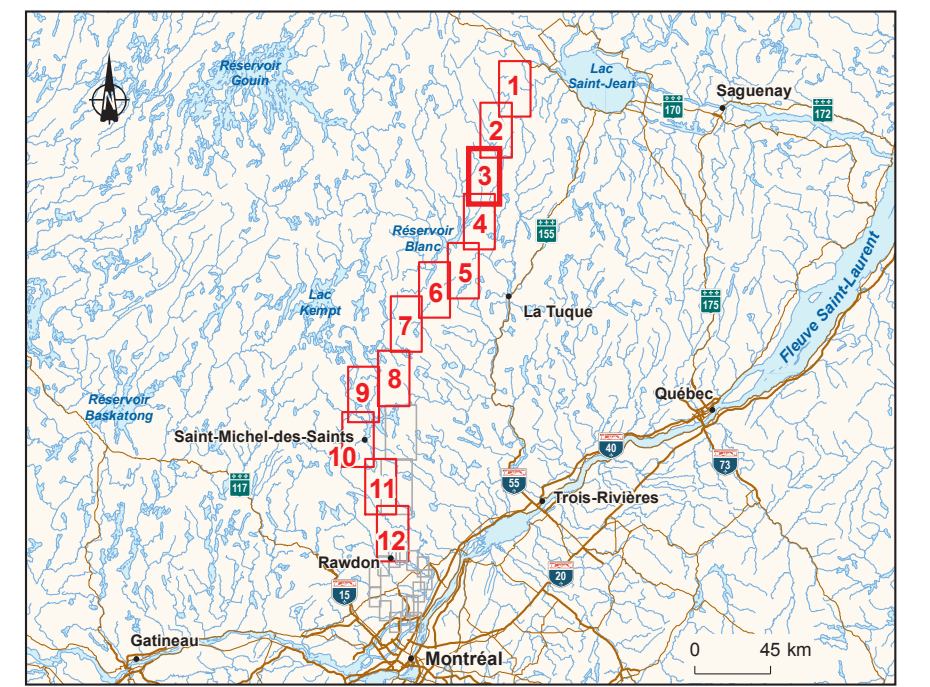 Réservoir
Gouin
Lac
Saint-Jean
1
Saguenay
170
172
N
2
3
4
155
Réservoir
Blanc
5
6
175
Fleuve Saint-Laurent
Lac
Kempt
La Tuque
7
8
9
Réservoir
Baskatong
Québec
Saint-Michel-des-Saints
40
10
73
117
11
55
Trois-Rivières
12
Rawdon
20
15
Gatineau
Montréal
0 45 km